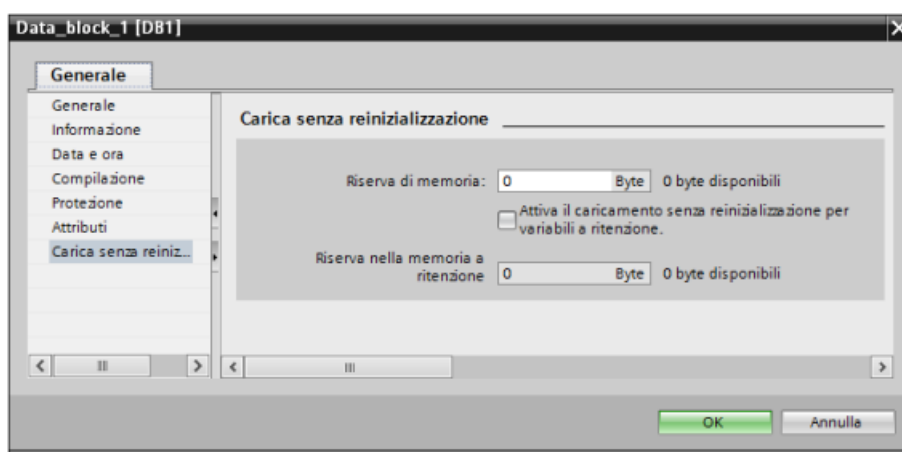 Data_block_1 [DB1]
Generale
Generale
Informazione
Data e ora
Compilazione
Protezione
Attributi
Carica senza reiniz...
Carica senza reinizializzazione
Riserva di memoria: 0 Byte 0 byte disponibili
Attiva il caricamento senza reinizializzazione per
variabili a ritenzione.
Riserva nella memoria a
ritenzione 0 Byte 0 byte disponibili
OK Annulla